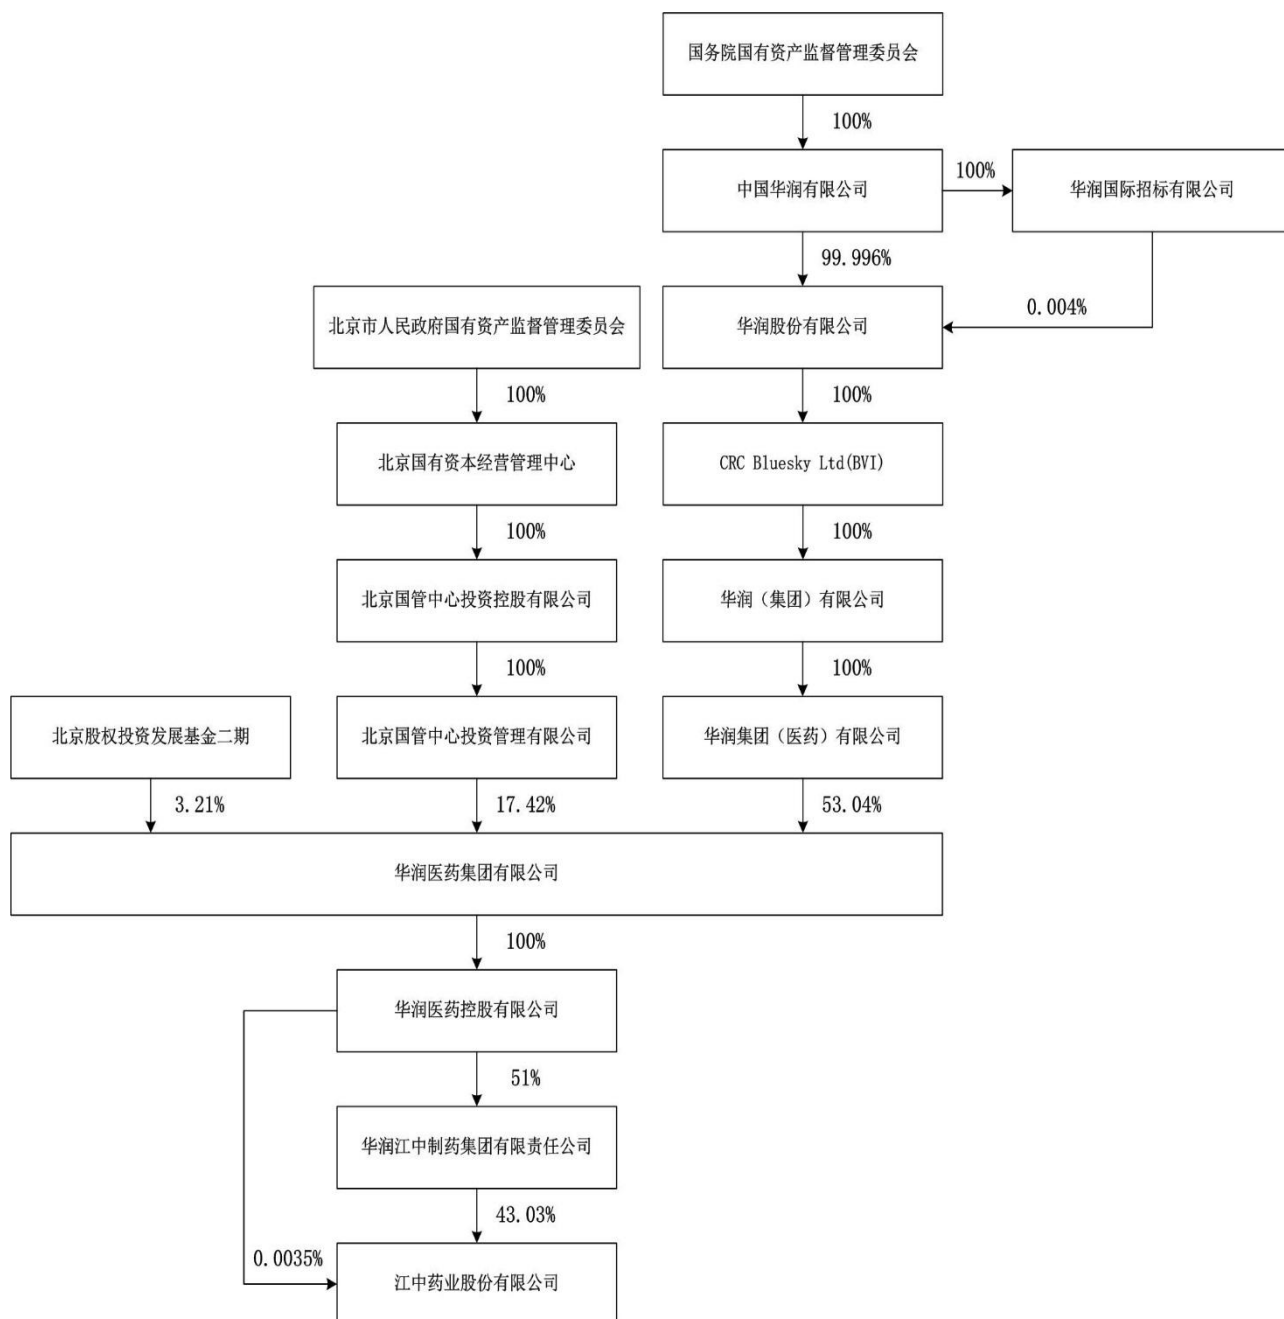 国务院国有资产监督管理委员会
100%
中国华润有限公司
100%
华润国际招标有限公司
99.996%
0.004%
北京市人民政府国有资产监督管理委员会
华润股份有限公司
100%
100%
北京国有资本经营管理中心
CRC Bluesky Ltd(BVI)
100%
100%
北京国管中心投资控股有限公司
华润（集团）有限公司
100%
100%
北京股权投资发展基金二期
北京国管中心投资管理有限公司
华润集团（医药）有限公司
3.21%
17.42%
53.04%
华润医药集团有限公司
100%
华润医药控股有限公司
51%
华润江中制药集团有限责任公司
43.03%
0.0035%
江中药业股份有限公司